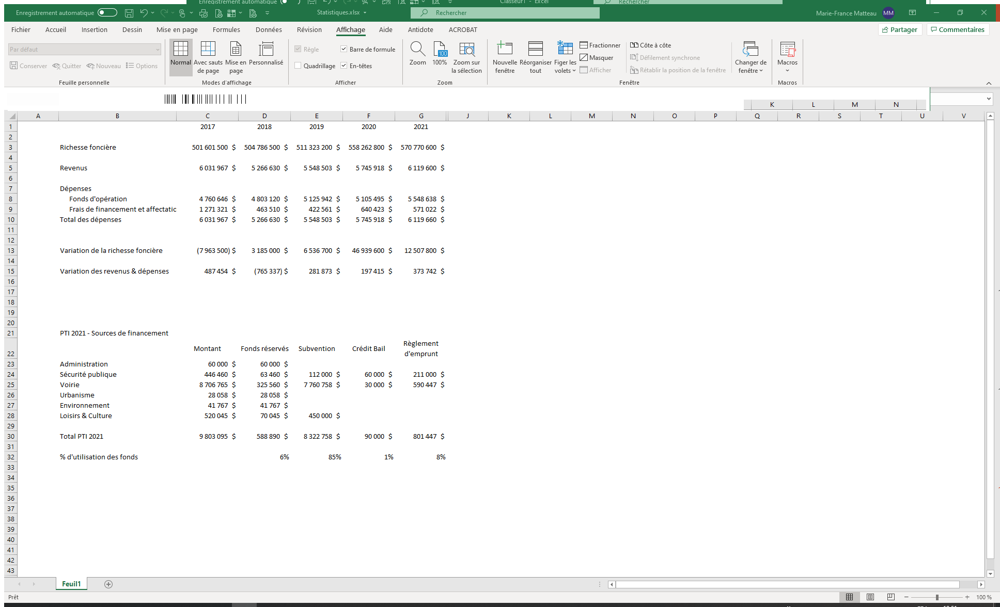 Enregistrement automatique
Classeur1 - Excel
Rechercher
Enregistrement automatique
Statistiques.xlsx
Rechercher
Marie-France Matteau
MM
Fichier Accueil Insertion Dessin Mise en page Formules Données Révision Affichage Aide Antidote ACROBAT
Partager
Commentaires
Par défaut
Conserver Quitter Nouveau Options
Feuille personnelle
Normal
Avec sauts de page
Mise en page
Personnalisé
Modes d'affichage
Règle
Barre de formule
Quadrillage
En-têtes
Afficher
Zoom
100
100%
Zoom sur la sélection
Zoom
Nouvelle fenêtre
Réorganiser tout
Figer les volets
Fractionner
Masquer
Afficher
Côte à côte
Défilement synchrone
Rétablir la position de la fenêtre
Changer de fenêtre
Fenêtre
Macros
Macros
K L M N
A B C D E F G J K L M N O P Q R S T U V
1 2017 2018 2019 2020 2021
2
3 Richesse foncière 501 601 500 $ 504 786 500 $ 511 323 200 $ 558 262 800 $ 570 770 600 $
4
5 Revenus 6 031 967 $ 5 266 630 $ 5 548 503 $ 5 745 918 $ 6 119 600 $
6
7 Dépenses
8 Fonds d'opération 4 760 646 $ 4 803 120 $ 5 125 942 $ 5 105 495 $ 5 548 638 $
9 Frais de financement et affectatic 1 271 321 $ 463 510 $ 422 561 $ 640 423 $ 571 022 $
10 Total des dépenses 6 031 967 $ 5 266 630 $ 5 548 503 $ 5 745 918 $ 6 119 660 $
11
12
13 Variation de la richesse foncière (7 963 500) $ 3 185 000 $ 6 536 700 $ 46 939 600 $ 12 507 800 $
14
15 Variation des revenus & dépenses 487 454 $ (765 337) $ 281 873 $ 197 415 $ 373 742 $
16
17
18
19
20
21 PTI 2021 - Sources de financement
22 Montant Fonds réservés Subvention Crédit Bail Règlement d'emprunt
23 Administration 60 000 $ 60 000 $
24 Sécurité publique 446 460 $ 63 460 $ 112 000 $ 60 000 $ 211 000 $
25 Voirie 8 706 765 $ 325 560 $ 7 760 758 $ 30 000 $ 590 447 $
26 Urbanisme 28 058 $ 28 058 $
27 Environnement 41 767 $ 41 767 $
28 Loisirs & Culture 520 045 $ 70 045 $ 450 000 $
29
30 Total PTI 2021 9 803 095 $ 588 890 $ 8 322 758 $ 90 000 $ 801 447 $
31
32 % d'utilisation des fonds 6% 85% 1% 8%
33
34
35
36
37
38
39
40
41
42
43
Feuil1
Prêt
100 %